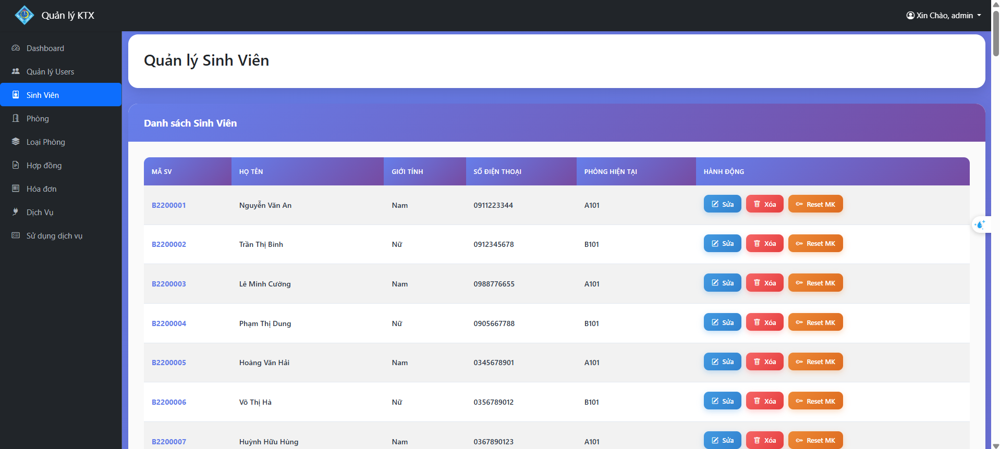 Quản lý KTX
Xin Chào, admin
Dashboard
Quản lý Users
Sinh Viên
Phòng
Loại Phòng
Hợp đồng
Hóa đơn
Dịch Vụ
Sử dụng dịch vụ
Quản lý Sinh Viên
Danh sách Sinh Viên
MÃ SV HỌ TÊN GIỚI TÍNH SỐ ĐIỆN THOẠI PHÒNG HIỆN TẠI HÀNH ĐỘNG
B2200001 Nguyễn Văn An Nam 0911223344 A101 Sửa Xóa Reset MK
B2200002 Trần Thị Bình Nữ 0912345678 B101 Sửa Xóa Reset MK
B2200003 Lê Minh Cường Nam 0988776655 A101 Sửa Xóa Reset MK
B2200004 Phạm Thị Dung Nữ 0905667788 B101 Sửa Xóa Reset MK
B2200005 Hoàng Văn Hải Nam 0345678901 A101 Sửa Xóa Reset MK
B2200006 Võ Thị Hà Nữ 0356789012 B101 Sửa Xóa Reset MK
B2200007 Huỳnh Hữu Hùng Nam 0367890123 A101 Sửa Xóa Reset MK